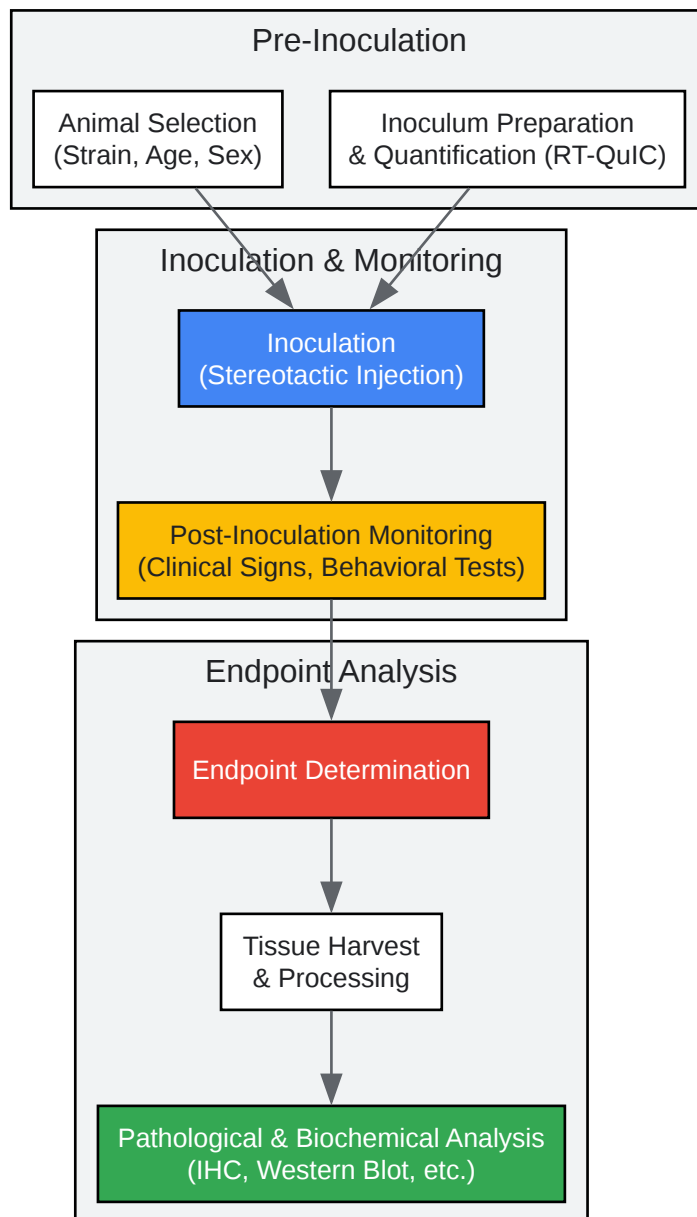 Pre-Inoculation
Animal Selection
(Strain, Age, Sex)
Inoculum Preparation
& Quantification (RT-QuIC)
Inoculation & Monitoring
Inoculation
(Stereotactic Injection)
Post-Inoculation Monitoring
(Clinical Signs, Behavioral Tests)
Endpoint Analysis
Endpoint Determination
Tissue Harvest
& Processing
Pathological & Biochemical Analysis
(IHC, Western Blot, etc.)